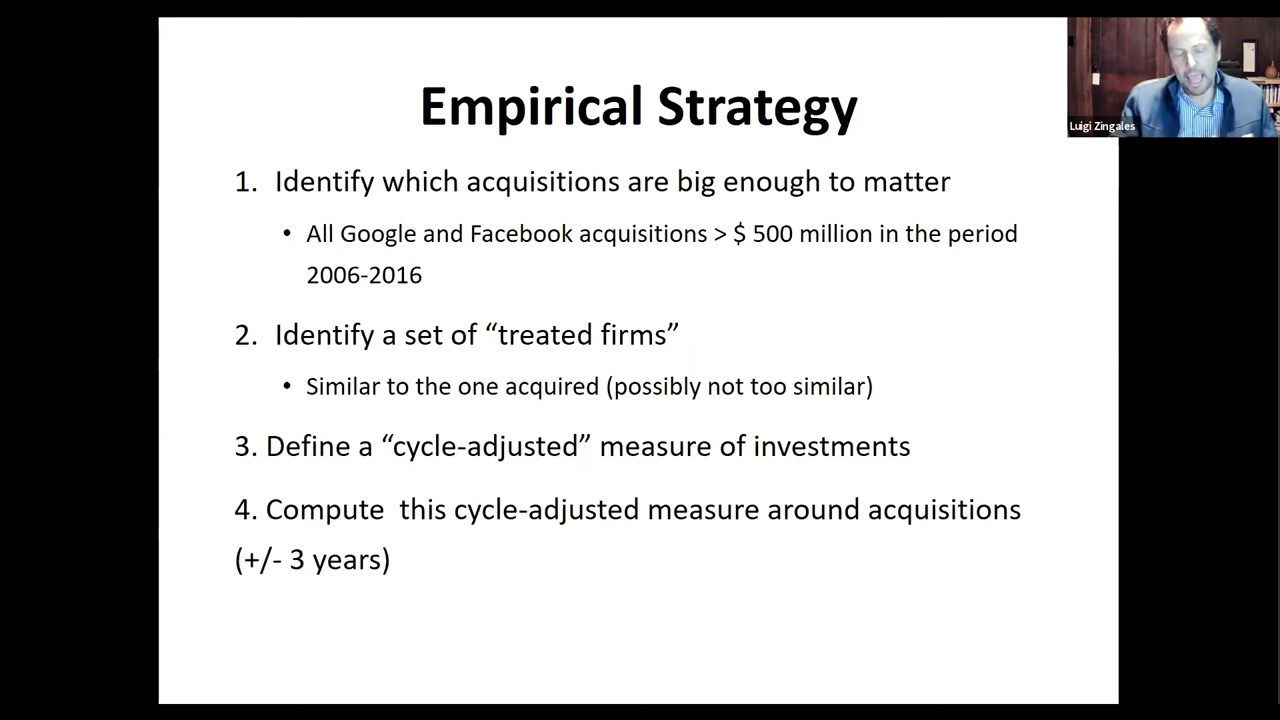 Empirical Strategy
1. Identify which acquisitions are big enough to matter
• All Google and Facebook acquisitions > $ 500 million in the period
2006-2016
2. Identify a set of “treated firms”
• Similar to the one acquired (possibly not too similar)
3. Define a “cycle-adjusted” measure of investments
4. Compute  this cycle-adjusted measure around acquisitions
(+/- 3 years)
Luigi Zingales